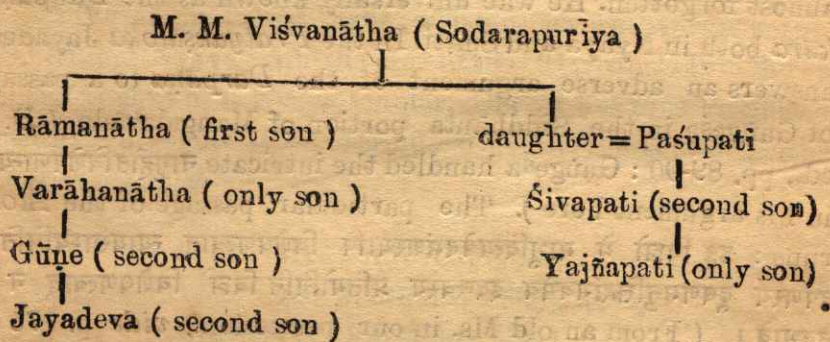 M. M. Viśvanātha ( Sodarapurīya )
Rāmanātha ( first son ) daughter = Paśupati
Varāhanātha ( only son ) Śivapati (second son)
Gūṇe ( second son ) Yajñapati (only son)
Jayadeva ( second son )